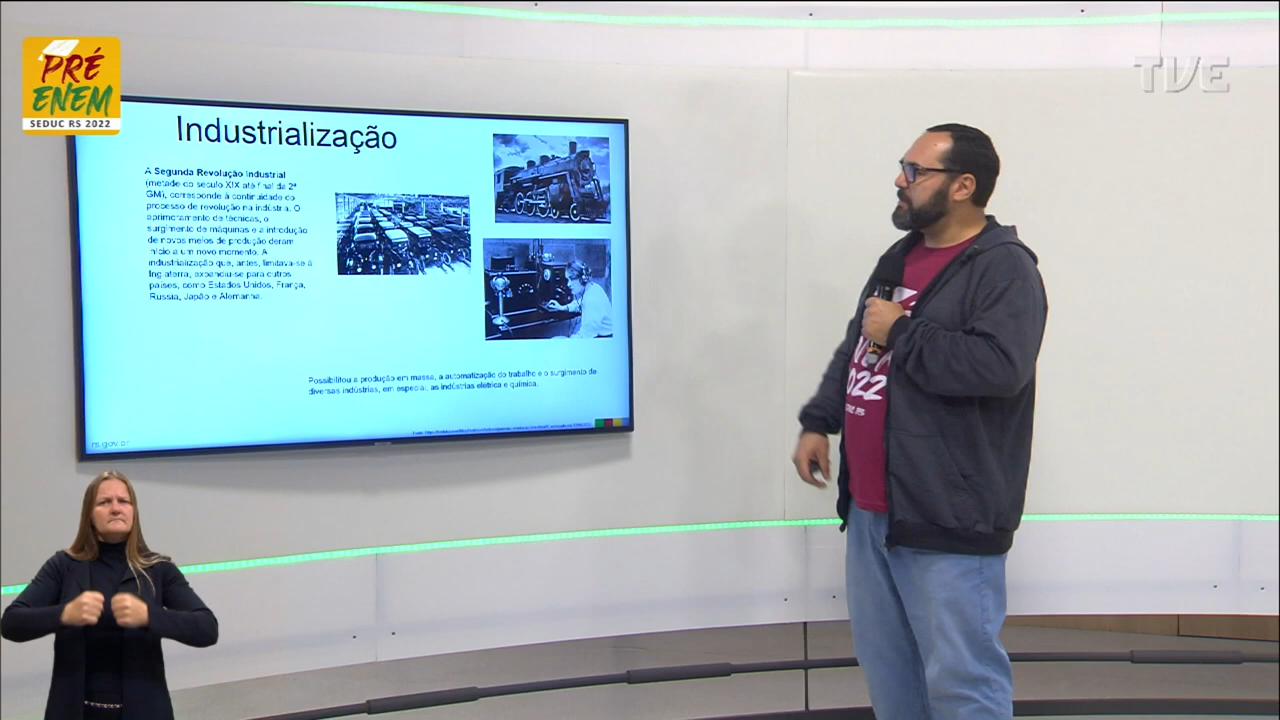 PRÉ
ENEM
SEDUC RS 2022
TVE
Industrialização
A Segunda Revolução Industrial
(metade do século XIX até final da 2ª
GM), corresponde à continuidade do
processo de revolução na indústria. O
aprimoramento de técnicas, o
surgimento de máquinas e a introdução
de novos meios de produção deram
início a um novo momento. A
industrialização que, antes, limitava-se à
Inglaterra, expandiu-se para outros
países, como Estados Unidos, França,
Rússia, Japão e Alemanha.
Possibilitou a produção em massa, a automatização do trabalho e o surgimento de
diversas indústrias, em especial, as indústrias elétrica e química.
rs.gov.br
2022